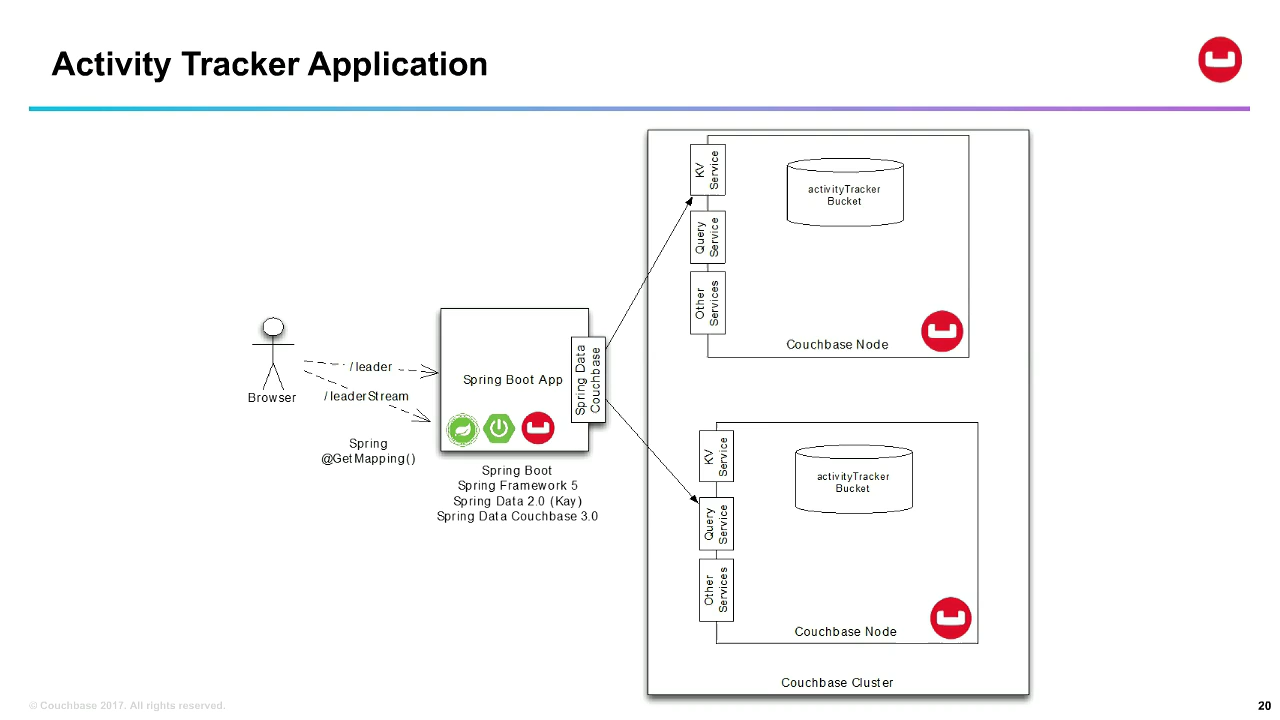 Activity Tracker Application
KV
Service
activityTracker
Bucket
Query
Service
Other
Services
Couchbase Node
/leader
/leaderStream
Browser
Spring
@GetMapping()
Spring Boot App
Spring Data
Couchbase
Spring Boot
Spring Framework 5
Spring Data 2.0 (Kay)
Spring Data Couchbase 3.0
KV
Service
activityTracker
Bucket
Query
Service
Other
Services
Couchbase Node
Couchbase Cluster
© Couchbase 2017. All rights reserved.
20